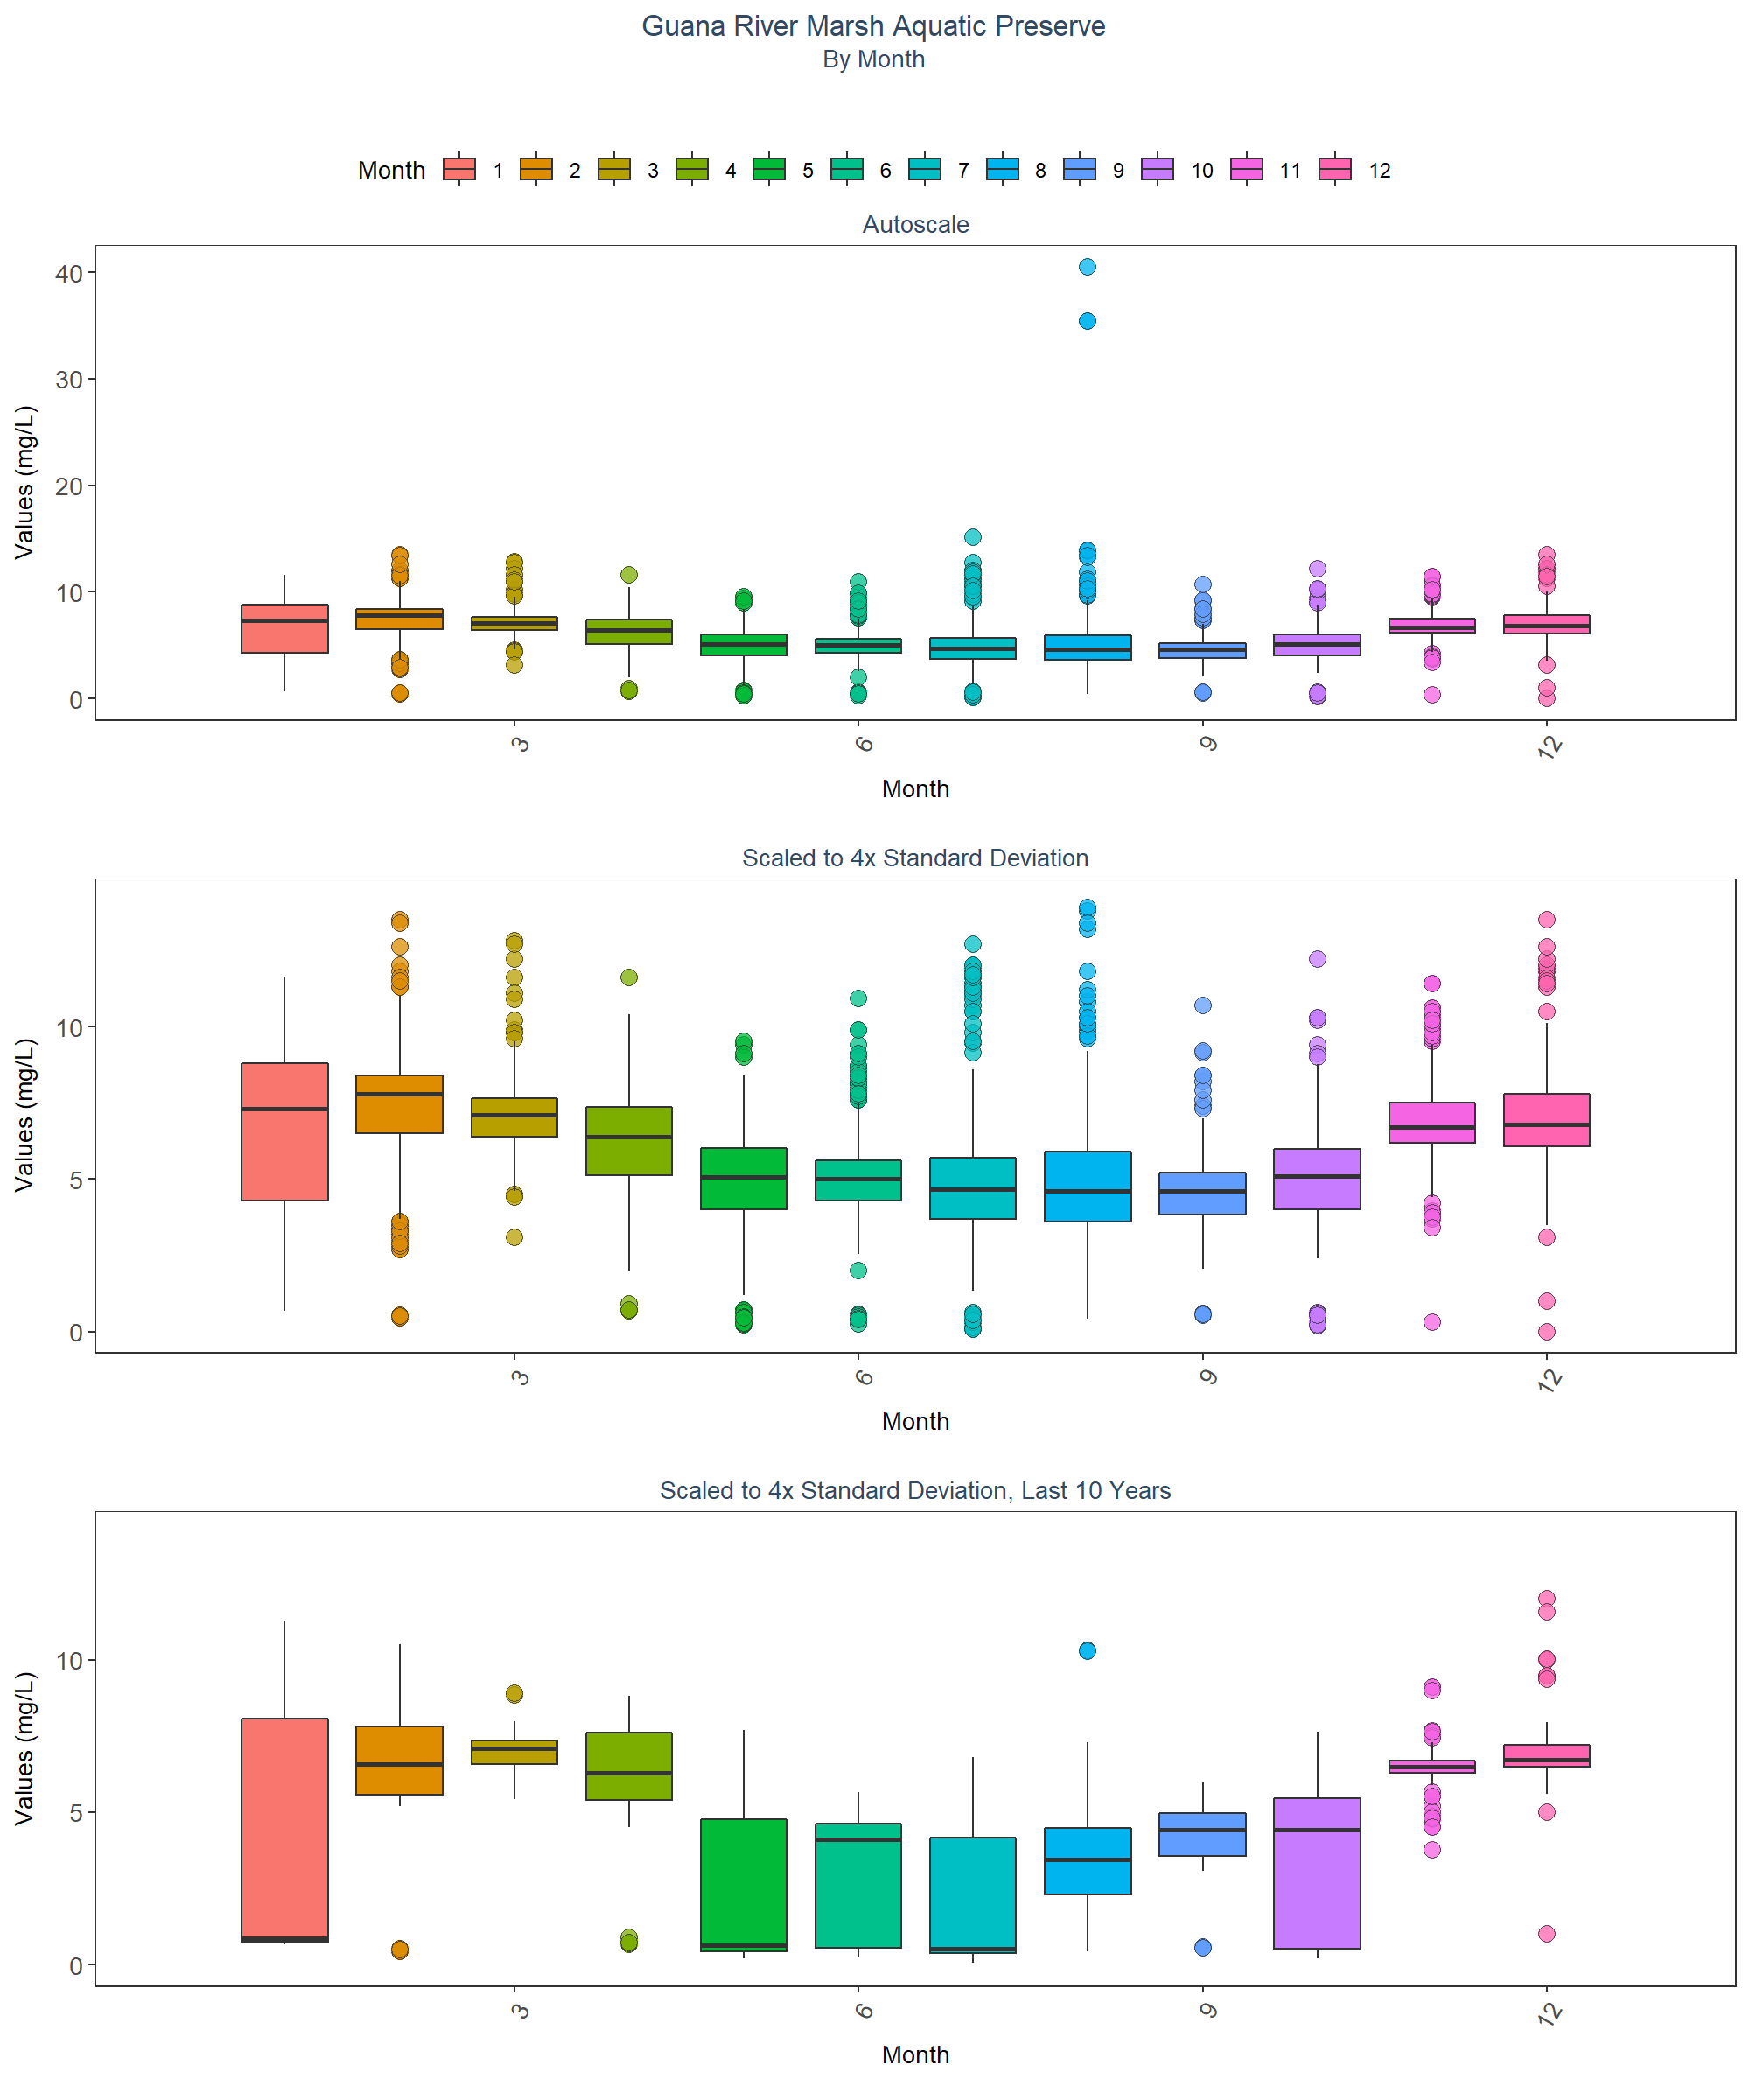 Guana River Marsh Aquatic Preserve
By Month
Month 1 2 3 4 5 6 7 8 9 10 11 12
Autoscale
Values (mg/L)
40
30
20
10
0
3 6 9 12
Month
Scaled to 4x Standard Deviation
Values (mg/L)
10
5
0
3 6 9 12
Month
Scaled to 4x Standard Deviation, Last 10 Years
Values (mg/L)
10
5
0
3 6 9 12
Month